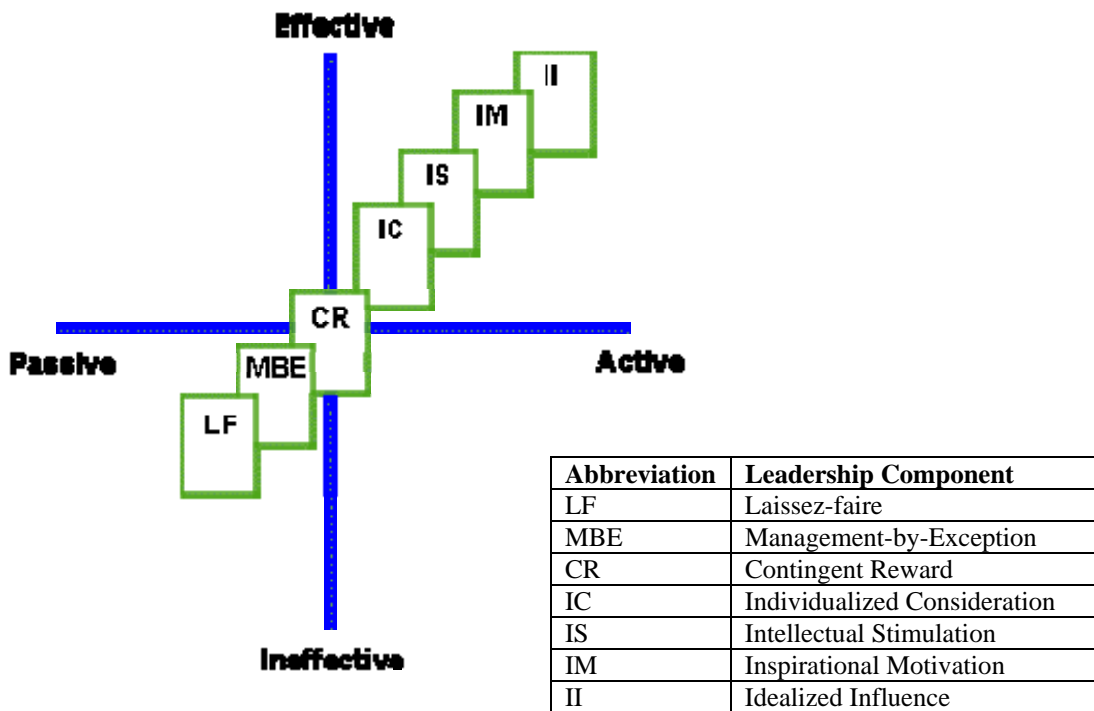 Effective
II
IM
IS
IC
CR
Passive
MBE
Active
LF
Abbreviation Leadership Component
LF Laissez-faire
MBE Management-by-Exception
CR Contingent Reward
IC Individualized Consideration
IS Intellectual Stimulation
IM Inspirational Motivation
II Idealized Influence
Ineffective